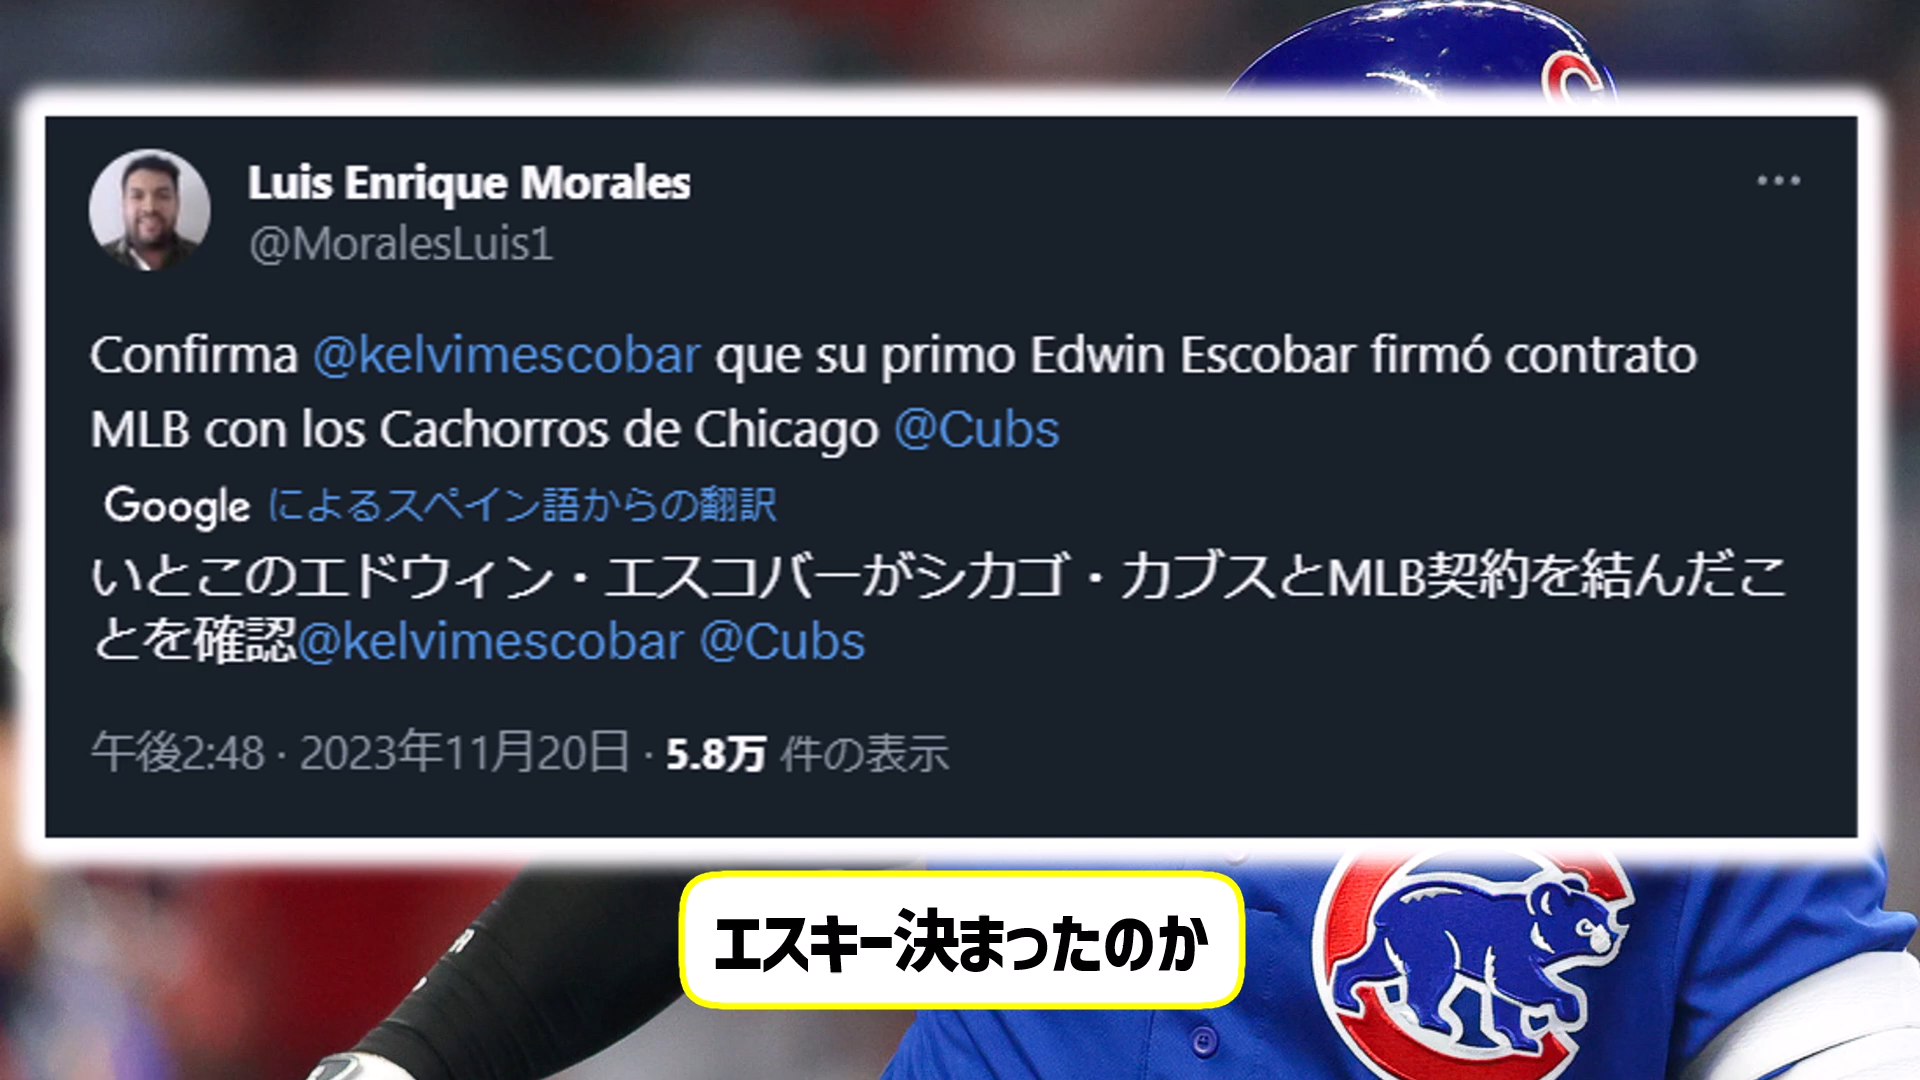 Luis Enrique Morales
@MoralesLuis1
Confirma @kelvimescobar que su primo Edwin Escobar firmó contrato
MLB con los Cachorros de Chicago @Cubs
Google によるスペイン語からの翻訳
いとこのエドウィン・エスコバーがシカゴ・カブスとMLB契約を結んだこ
とを確認@kelvimescobar @Cubs
午後2:48 · 2023年11月20日 · 5.8万 件の表示
エスキー決まったのか